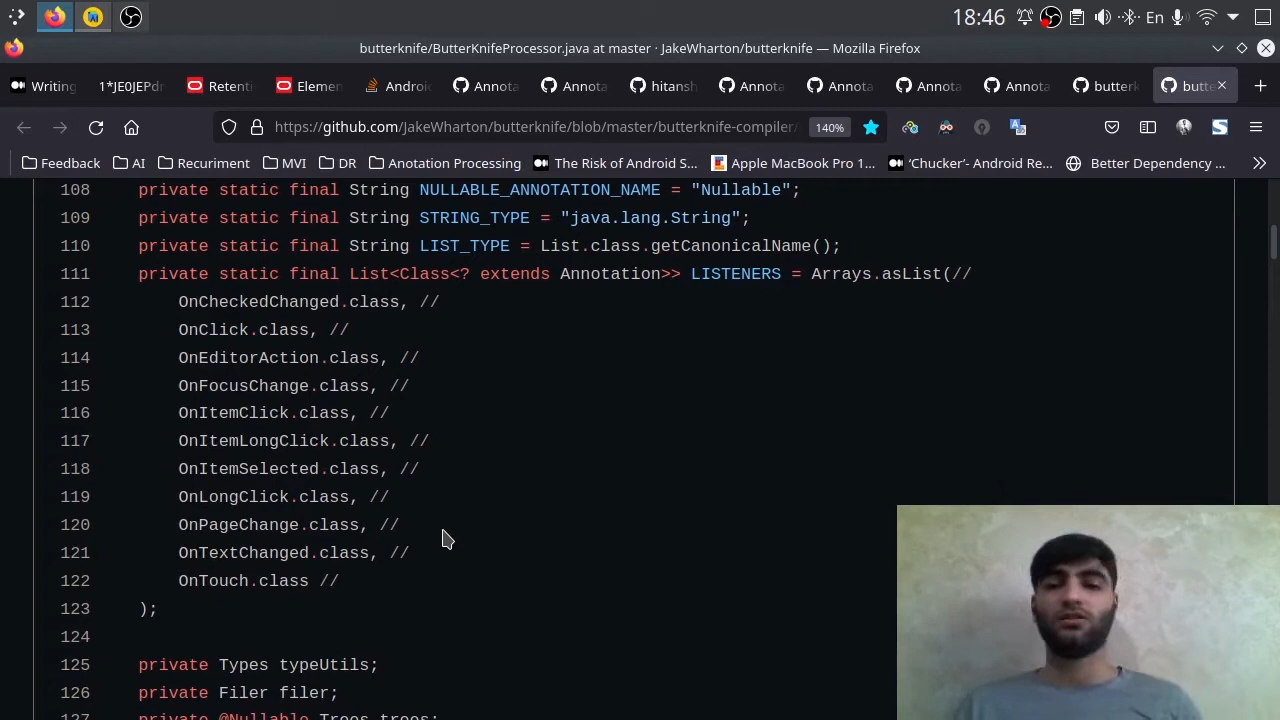 18:46
En
butterknife/ButterKnifeProcessor.java at master · JakeWharton/butterknife — Mozilla Firefox
Writing
1*JE0JEPdr
Retenti
Elemen
Androi
Annota
Annota
hitansh
Annota
Annota
Annota
Annota
butterk
butte
https://github.com/JakeWharton/butterknife/blob/master/butterknife-compiler/
140%
Feedback
AI
Recuriment
MVI
DR
Anotation Processing
The Risk of Android S...
Apple MacBook Pro 1...
‘Chucker’- Android Re...
Better Dependency ...
108 private static final String NULLABLE_ANNOTATION_NAME = "Nullable";
109 private static final String STRING_TYPE = "java.lang.String";
110 private static final String LIST_TYPE = List.class.getCanonicalName();
111 private static final List<Class<? extends Annotation>> LISTENERS = Arrays.asList(//
112 OnCheckedChanged.class, //
113 OnClick.class, //
114 OnEditorAction.class, //
115 OnFocusChange.class, //
116 OnItemClick.class, //
117 OnItemLongClick.class, //
118 OnItemSelected.class, //
119 OnLongClick.class, //
120 OnPageChange.class, //
121 OnTextChanged.class, //
122 OnTouch.class //
123 );
124
125 private Types typeUtils;
126 private Filer filer;
127 private @Nullable Trees trees;